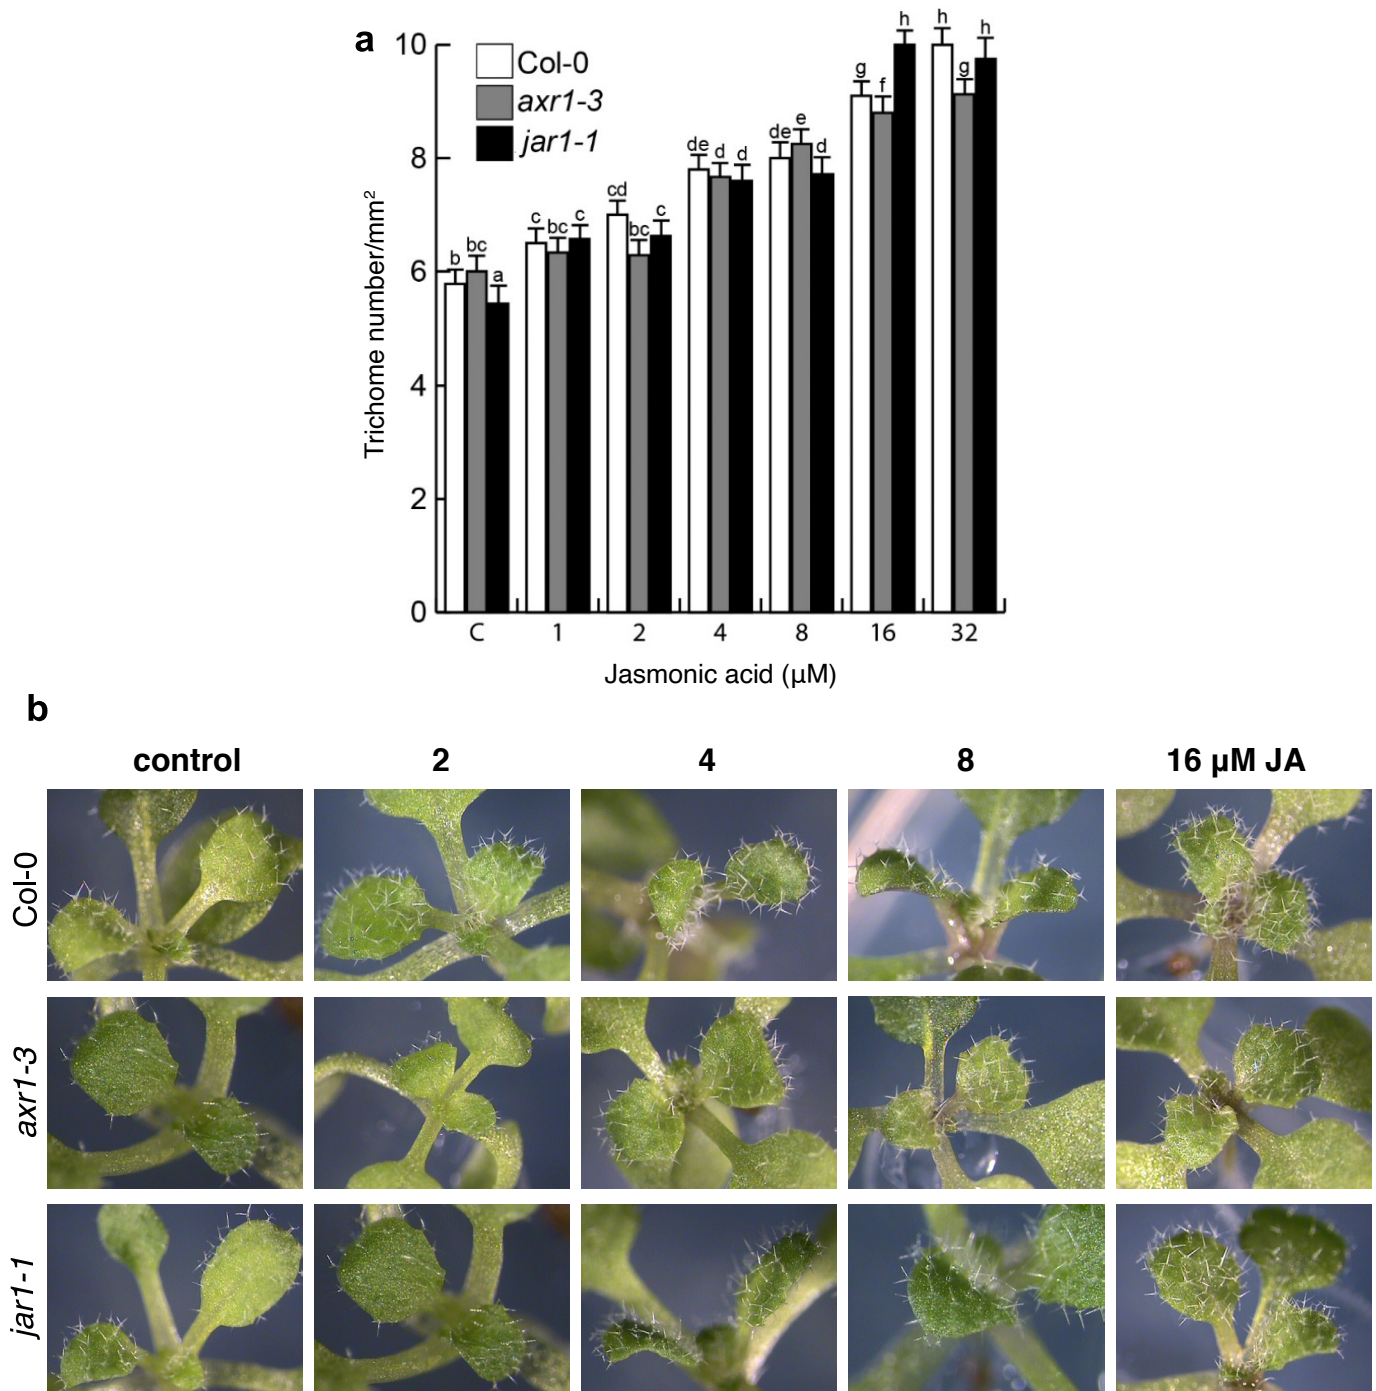 a
10
8
6
4
2
0
Trichome number/mm²
Col-0
axr1-3
jar1-1
b bc a
c bc c
cd bc c
de d d
de e d
g f h
h g h
C 1 2 4 8 16 32
Jasmonic acid (µM)
b
control 2 4 8 16 µM JA
Col-0
axr1-3
jar1-1